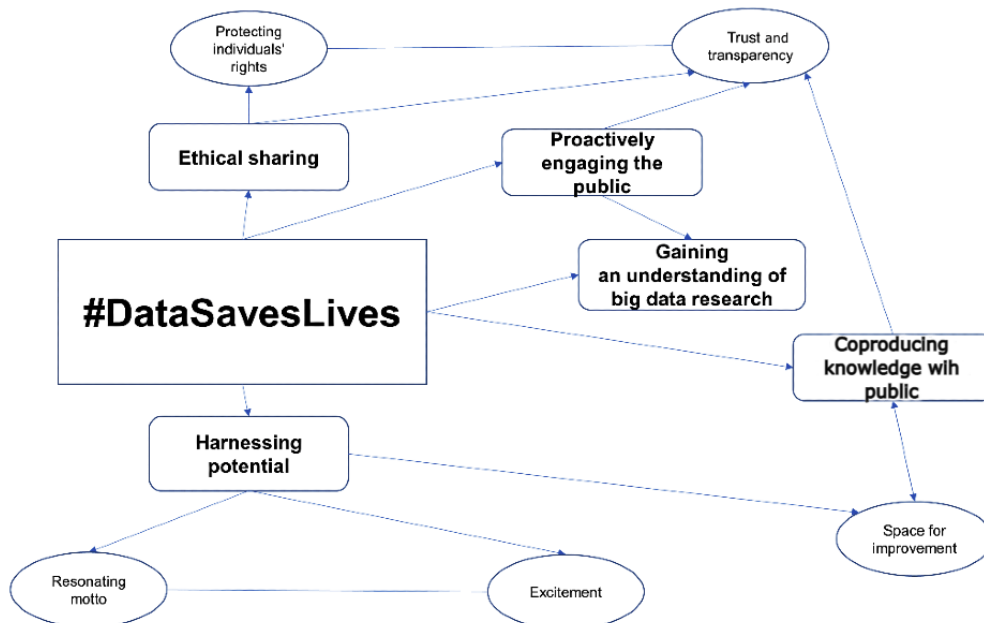 Protecting
individuals'
rights
Trust and
transparency
Ethical sharing
Proactively
engaging the
public
Gaining
an understanding of
big data research
#DataSavesLives
Coproducing
knowledge wih
public
Harnessing
potential
Space for
improvement
Resonating
motto
Excitement